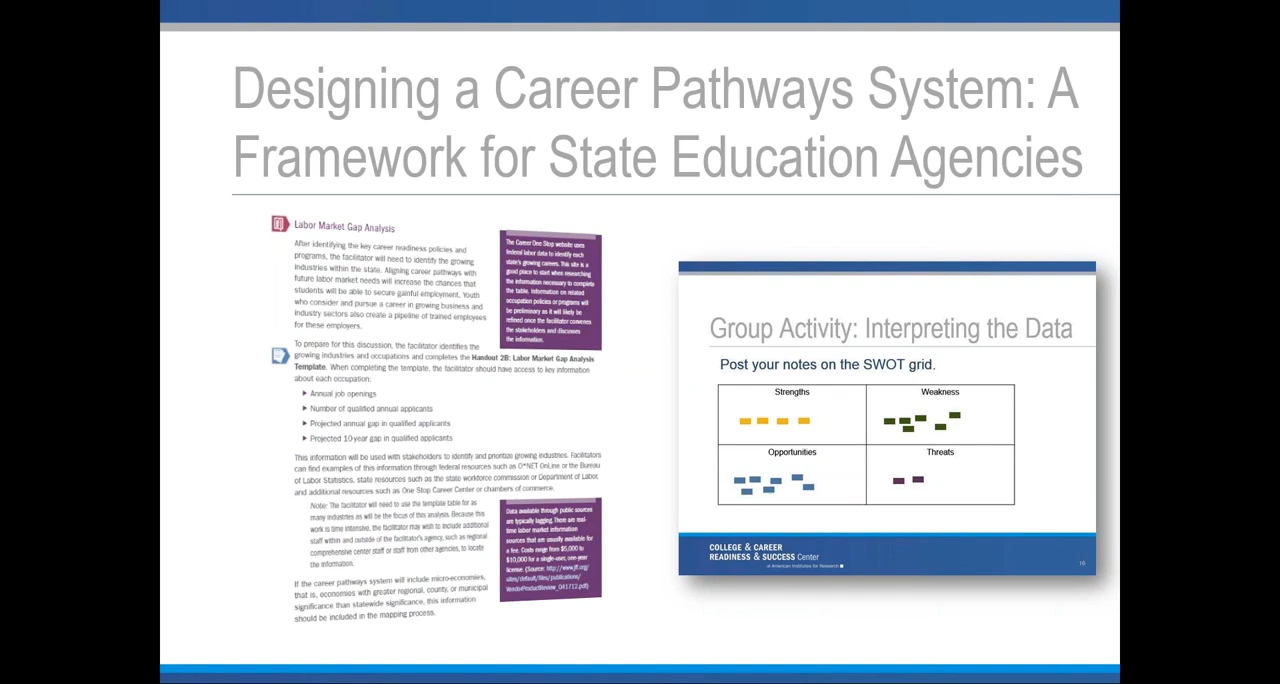 Designing a Career Pathways System: A
Framework for State Education Agencies
Labor Market Gap Analysis
After identifying the key career readiness policies and
programs, the facilitator will need to identify the growing
industries within the state. Aligning career pathways with
future labor market needs will increase the chances that
students will be able to secure gainful employment. Youth
who consider and pursue a career in growing business and
industry sectors also create a pipeline of trained employees
for these employers.
The Career One Stop website uses
federal labor data to identify each
state's growing careers. This site is a
good place to start when researching
the information necessary to complete
the table. Information on related
occupation policies or programs will
be preliminary as it will likely be
refined once the facilitator convenes
the stakeholders and discusses
the information.
To prepare for this discussion, the facilitator identifies the
growing industries and occupations and completes the Handout 2B: Labor Market Gap Analysis
Template. When completing the template, the facilitator should have access to key information
about each occupation:
Annual job openings
Number of qualified annual applicants
Projected annual gap in qualified applicants
Projected 10-year gap in qualified applicants
This information will be used with stakeholders to identify and prioritize growing industries. Facilitators
can find examples of this information through federal resources such as O*NET OnLine or the Bureau
of Labor Statistics, state resources such as the state workforce commission or Department of Labor,
and additional resources such as One Stop Career Center or chambers of commerce.
Note: The facilitator will need to use the template table for as
many industries as will be the focus of this analysis. Because this
work is time intensive, the facilitator may wish to include additional
staff within and outside of the facilitator's agency, such as regional
comprehensive center staff or staff from other agencies, to locate
the information.
Data available through public sources
are typically lagging. There are real-
time labor market information
sources that are usually available for
a fee. Costs range from $5,000 to
$10,000 for a single-user, one-year
license. (Source: http://www.jff.org/
sites/default/files/publications/
VendorProductReview_041712.pdf)
If the career pathways system will include micro-economies,
that is, economies with greater regional, county, or municipal
significance than statewide significance, this information
should be included in the mapping process.
Group Activity: Interpreting the Data
Post your notes on the SWOT grid.
Strengths
Weakness
Opportunities
Threats
COLLEGE & CAREER
READINESS & SUCCESS Center
at American Institutes for Research